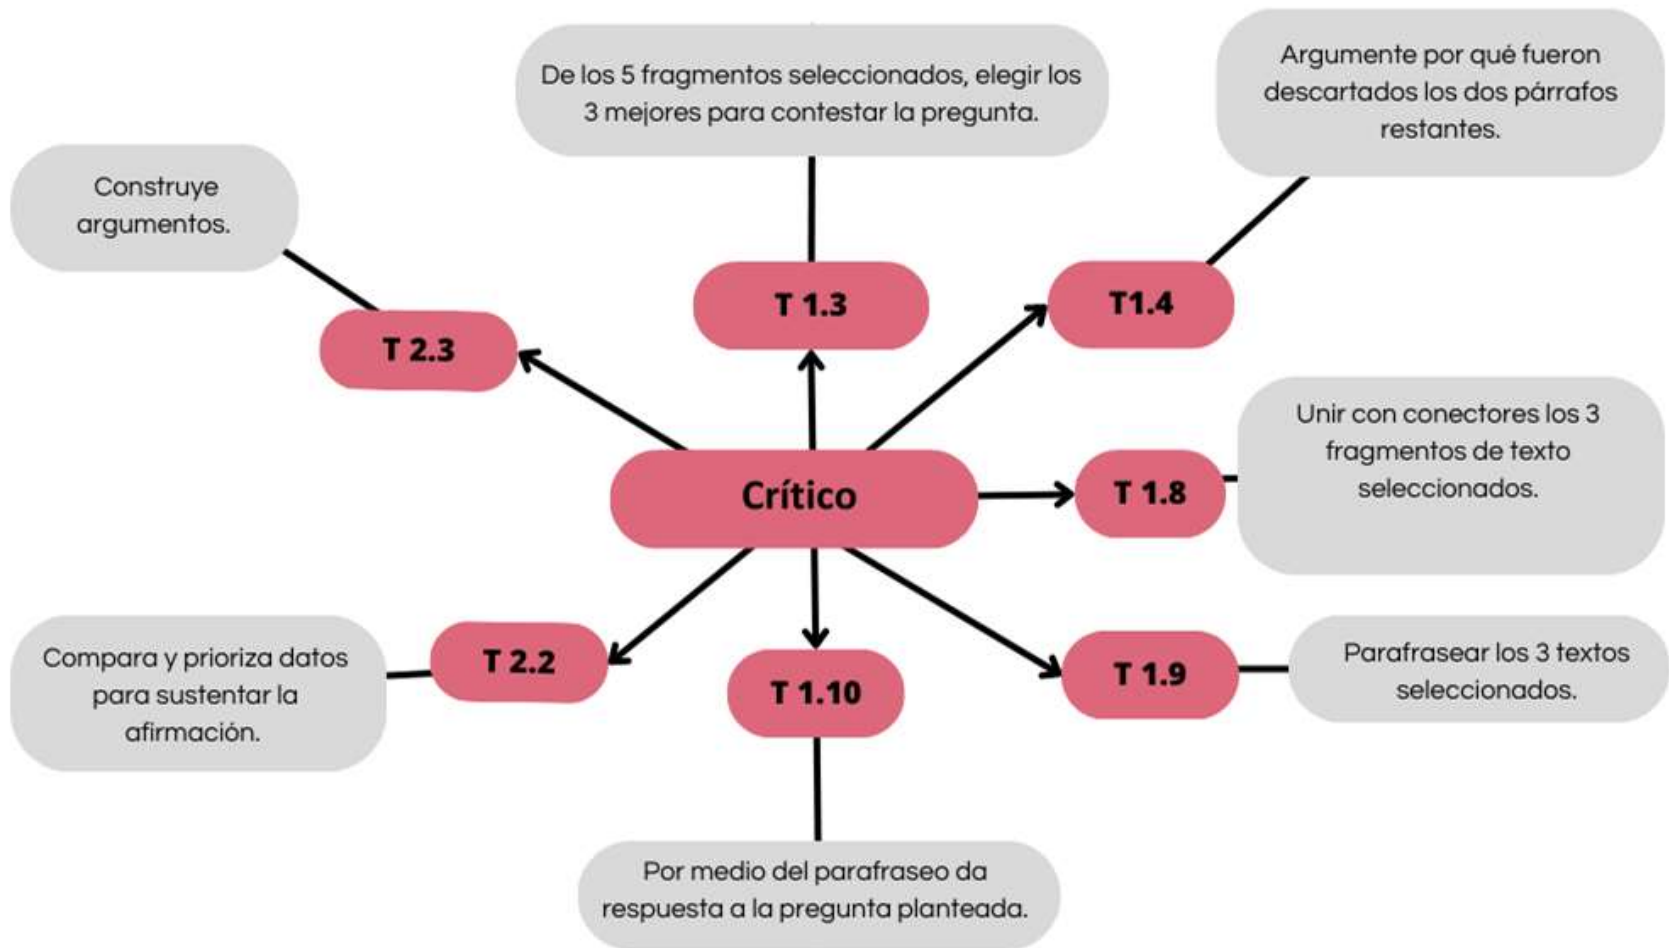 De los 5 fragmentos seleccionados, elegir los
3 mejores para contestar la pregunta.
Argumente por qué fueron
descartados los dos párrafos
restantes.
Construye
argumentos.
T 1.3
T1.4
T 2.3
Unir con conectores los 3
fragmentos de texto
seleccionados.
Crítico
T 1.8
Compara y prioriza datos
para sustentar la
afirmación.
T 2.2
T 1.10
T 1.9
Parafrasear los 3 textos
seleccionados.
Por medio del parafraseo da
respuesta a la pregunta planteada.